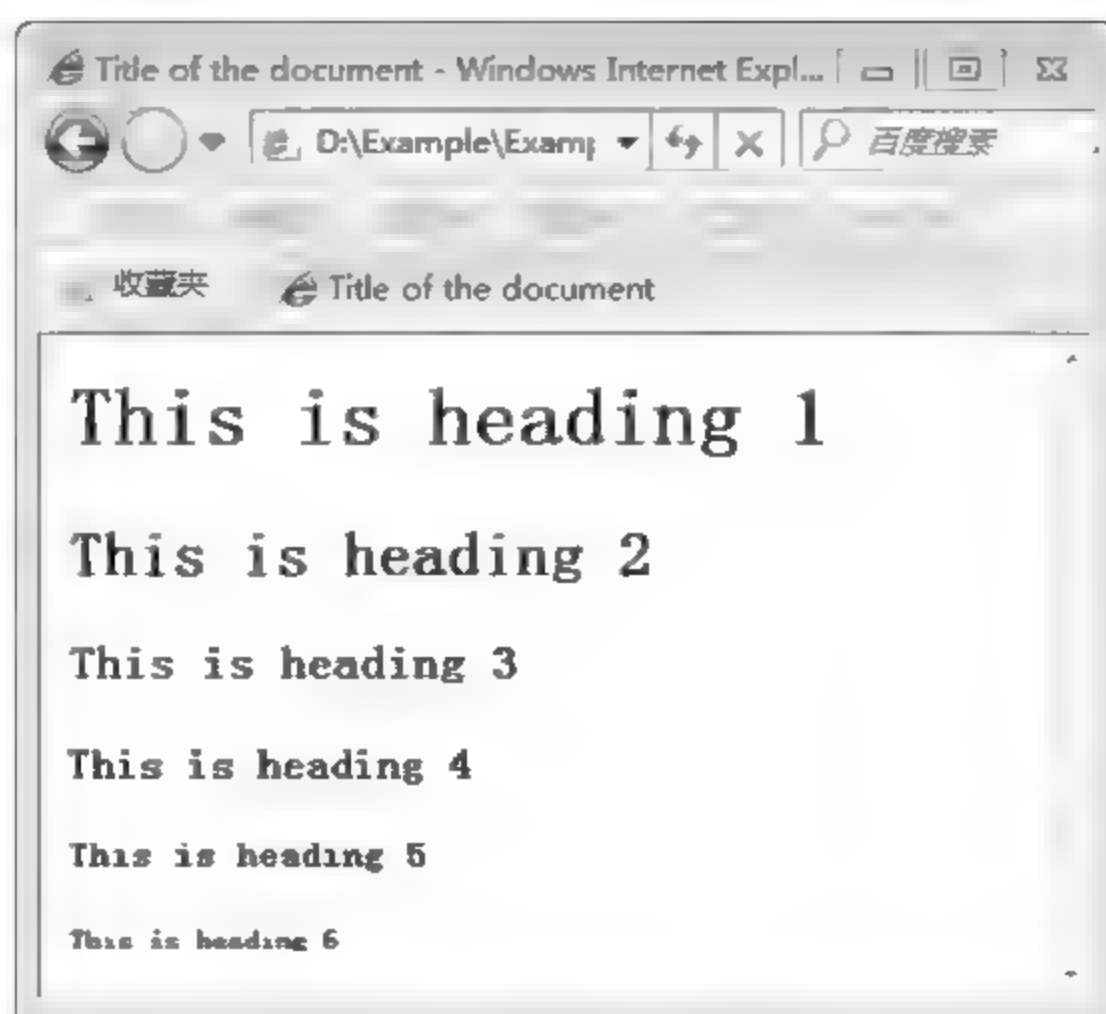 Title of the document - Windows Internet Expl...
D:\Example\Examp 百度搜索
收藏夹 Title of the document
This is heading 1
This is heading 2
This is heading 3
This is heading 4
This is heading 5
This is heading 6